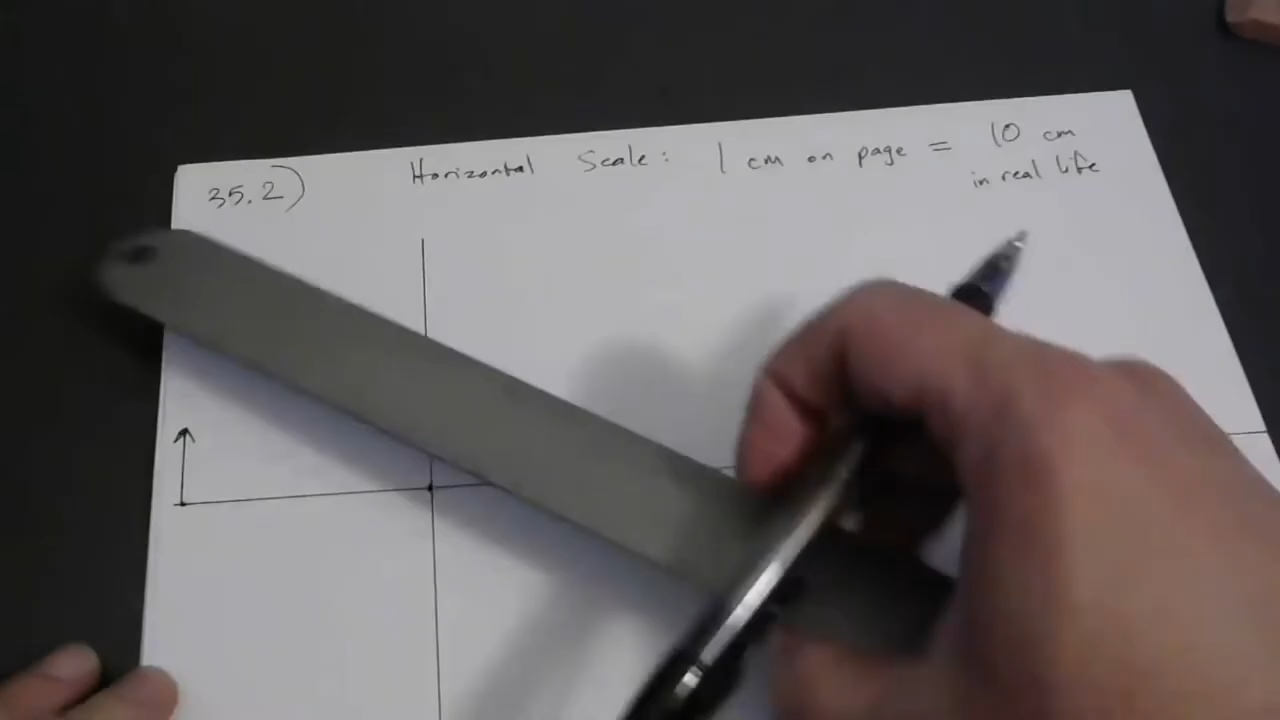 35.2) Horizontal Scale: 1 cm on page = 10 cm
in real life